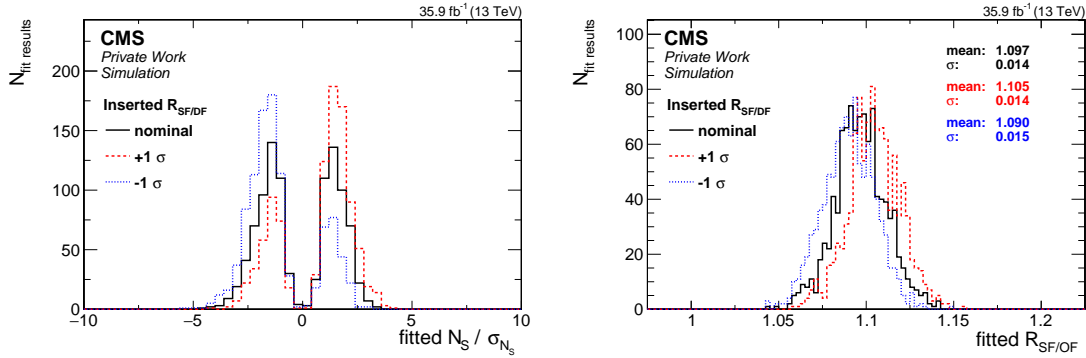 35.9 fb⁻¹ (13 TeV)
CMS
Private Work
Simulation
Inserted R_SF/DF
nominal
+1 σ
-1 σ
N_fit results
200
150
100
50
0
−10
−5
0
5
10
fitted N_S / σ_N_S
35.9 fb⁻¹ (13 TeV)
CMS
Private Work
Simulation
mean: 1.097
σ: 0.014
mean: 1.105
σ: 0.014
mean: 1.090
σ: 0.015
Inserted R_SF/DF
nominal
+1 σ
-1 σ
N_fit results
100
80
60
40
20
0
1
1.05
1.1
1.15
1.2
fitted R_SF/OF